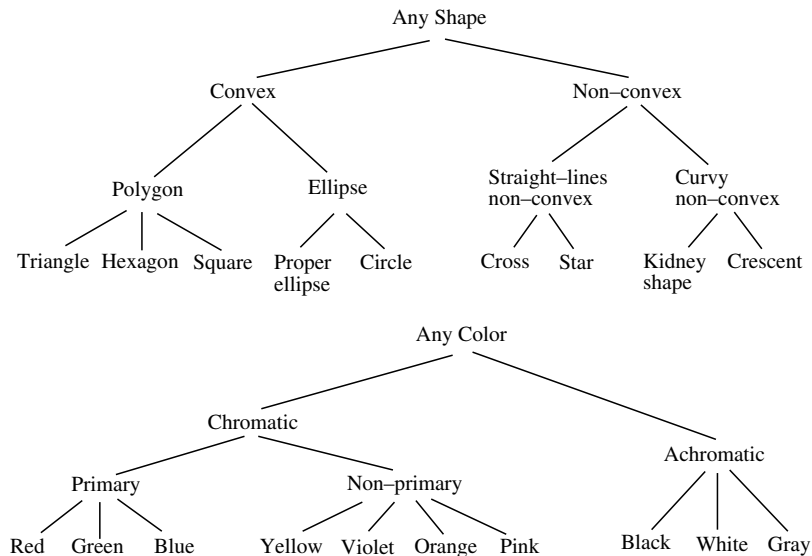 Any Shape
Convex
Non–convex
Polygon
Ellipse
Straight–lines
non–convex
Curvy
non–convex
Triangle
Hexagon
Square
Proper
ellipse
Circle
Cross
Star
Kidney
shape
Crescent
Any Color
Chromatic
Achromatic
Primary
Non–primary
Red
Green
Blue
Yellow
Violet
Orange
Pink
Black
White
Gray